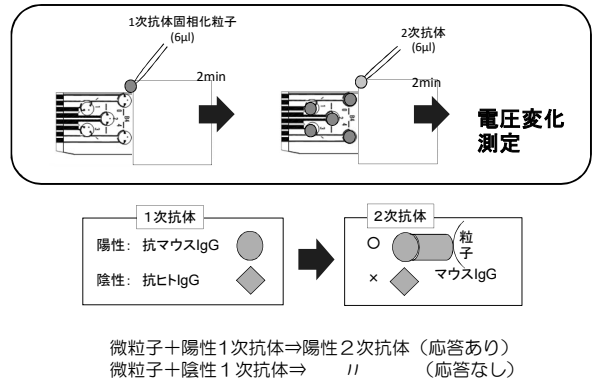 1次抗体固相化粒子
(6μl)
2min
2次抗体
(6μl)
2min
電圧変化
測定
1次抗体
陽性: 抗マウスIgG
陰性: 抗ヒトIgG
2次抗体
○
粒
子
×
マウスIgG
微粒子+陽性1次抗体⇒陽性2次抗体(応答あり)
微粒子+陰性1次抗体⇒ 〃 (応答なし)